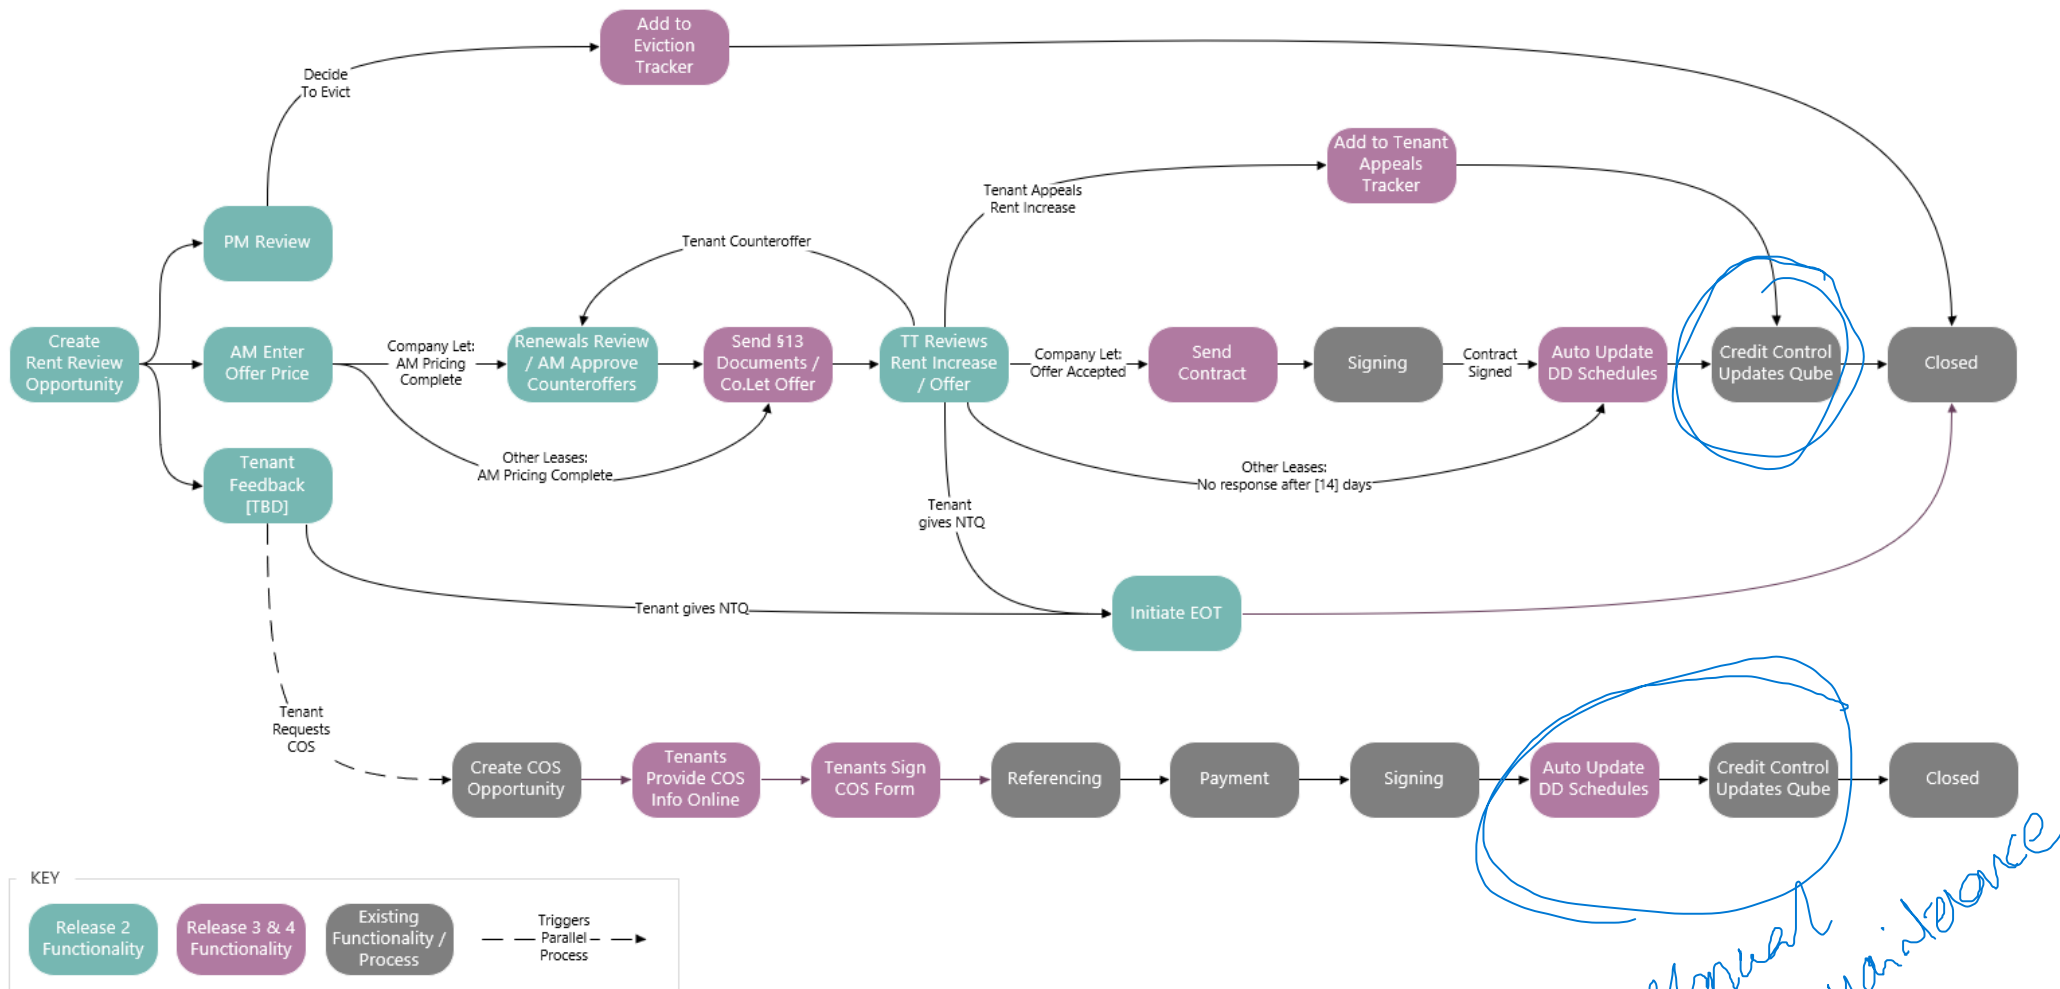 Add to
Eviction
Tracker
Decide
To Evict
Add to Tenant
Appeals
Tracker
Tenant Appeals
Rent Increase
PM Review
Tenant Counteroffer
Create
Rent Review
Opportunity
AM Enter
Offer Price
Company Let:
AM Pricing
Complete
Renewals Review
/ AM Approve
Counteroffers
Send §13
Documents /
Co.Let Offer
TT Reviews
Rent Increase
/ Offer
Company Let:
Offer Accepted
Send
Contract
Signing
Contract
Signed
Auto Update
DD Schedules
Credit Control
Updates Qube
Closed
Tenant
Feedback
[TBD]
Other Leases:
AM Pricing Complete
Other Leases:
No response after [14] days
Tenant
gives NTQ
Tenant gives NTQ
Initiate EOT
Tenant
Requests
COS
Create COS
Opportunity
Tenants
Provide COS
Info Online
Tenants Sign
COS Form
Referencing
Payment
Signing
Auto Update
DD Schedules
Credit Control
Updates Qube
Closed
maintenance
KEY
Release 2
Functionality
Release 3 & 4
Functionality
Existing
Functionality /
Process
Triggers
Parallel
Process